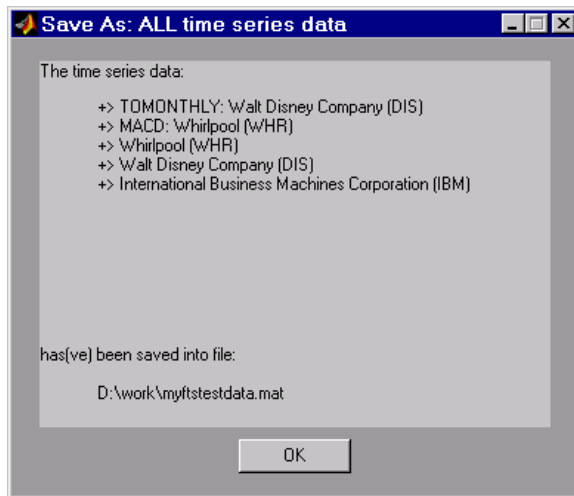 Save As: ALL time series data
The time series data:
+> TOMONTHLY: Walt Disney Company (DIS)
+> MACD: Whirlpool (WHR)
+> Whirlpool (WHR)
+> Walt Disney Company (DIS)
+> International Business Machines Corporation (IBM)
has(ve) been saved into file:
D:\work\myftstestdata.mat
OK